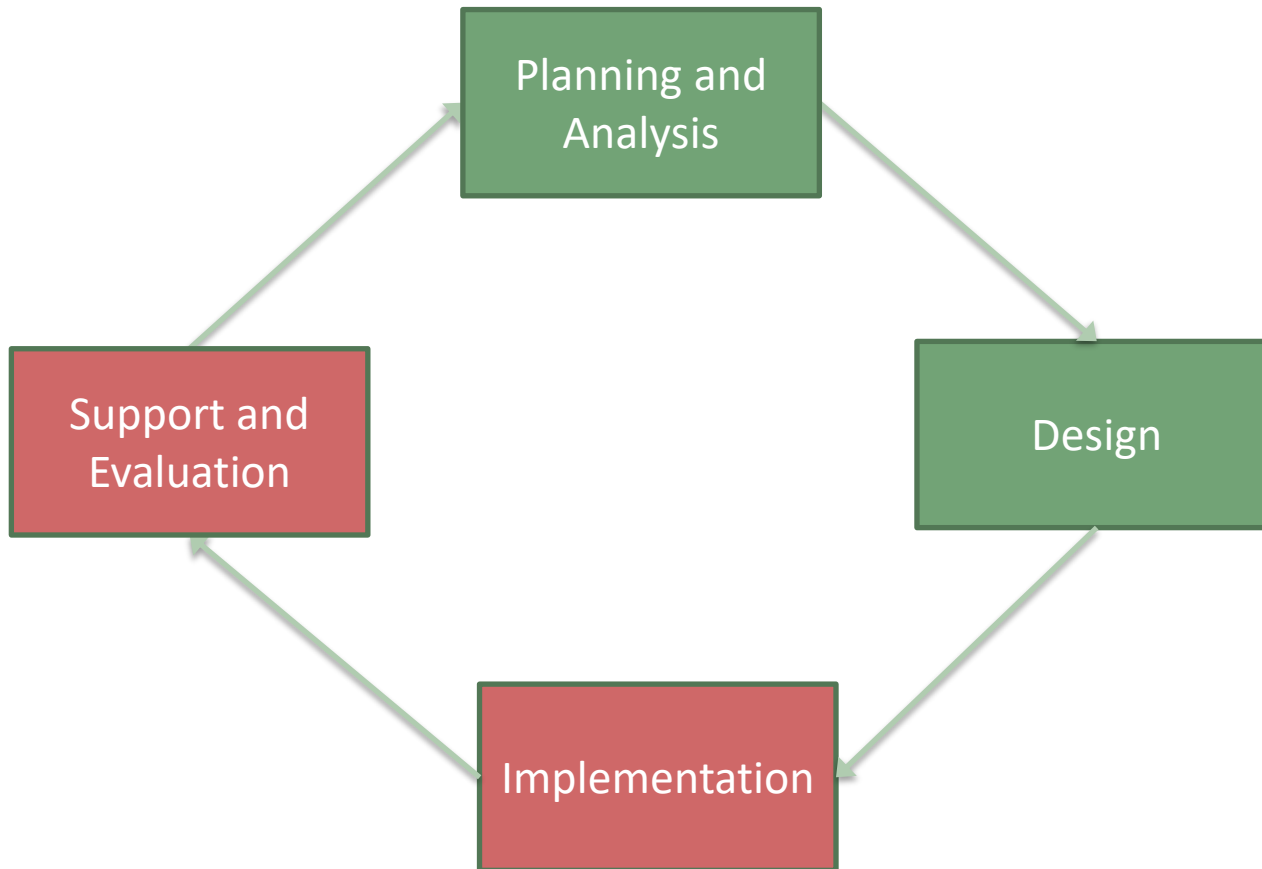 Planning and
Analysis
Support and
Evaluation
Design
Implementation